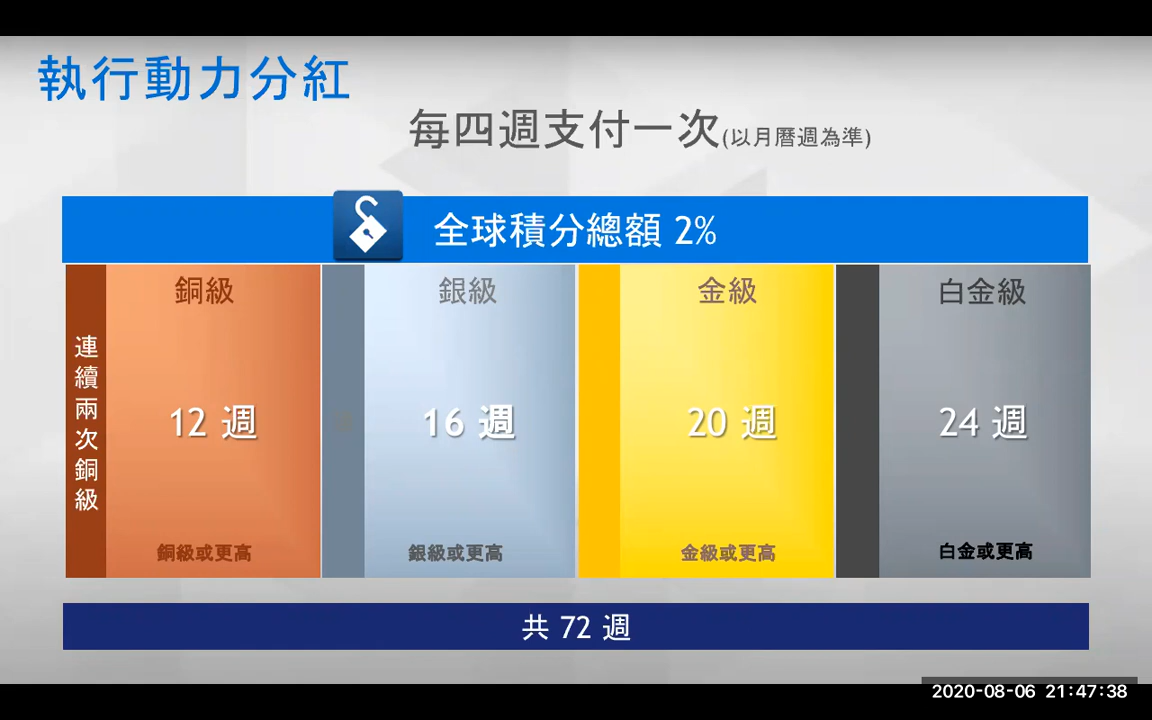 執行動力分紅
每四週支付一次(以月曆週為準)
全球積分總額 2%
連續兩次銅級
銅級
12 週
銅級或更高
銀級
16 週
銀級或更高
金級
20 週
金級或更高
白金級
24 週
白金或更高
共 72 週
2020-08-06 21:47:38